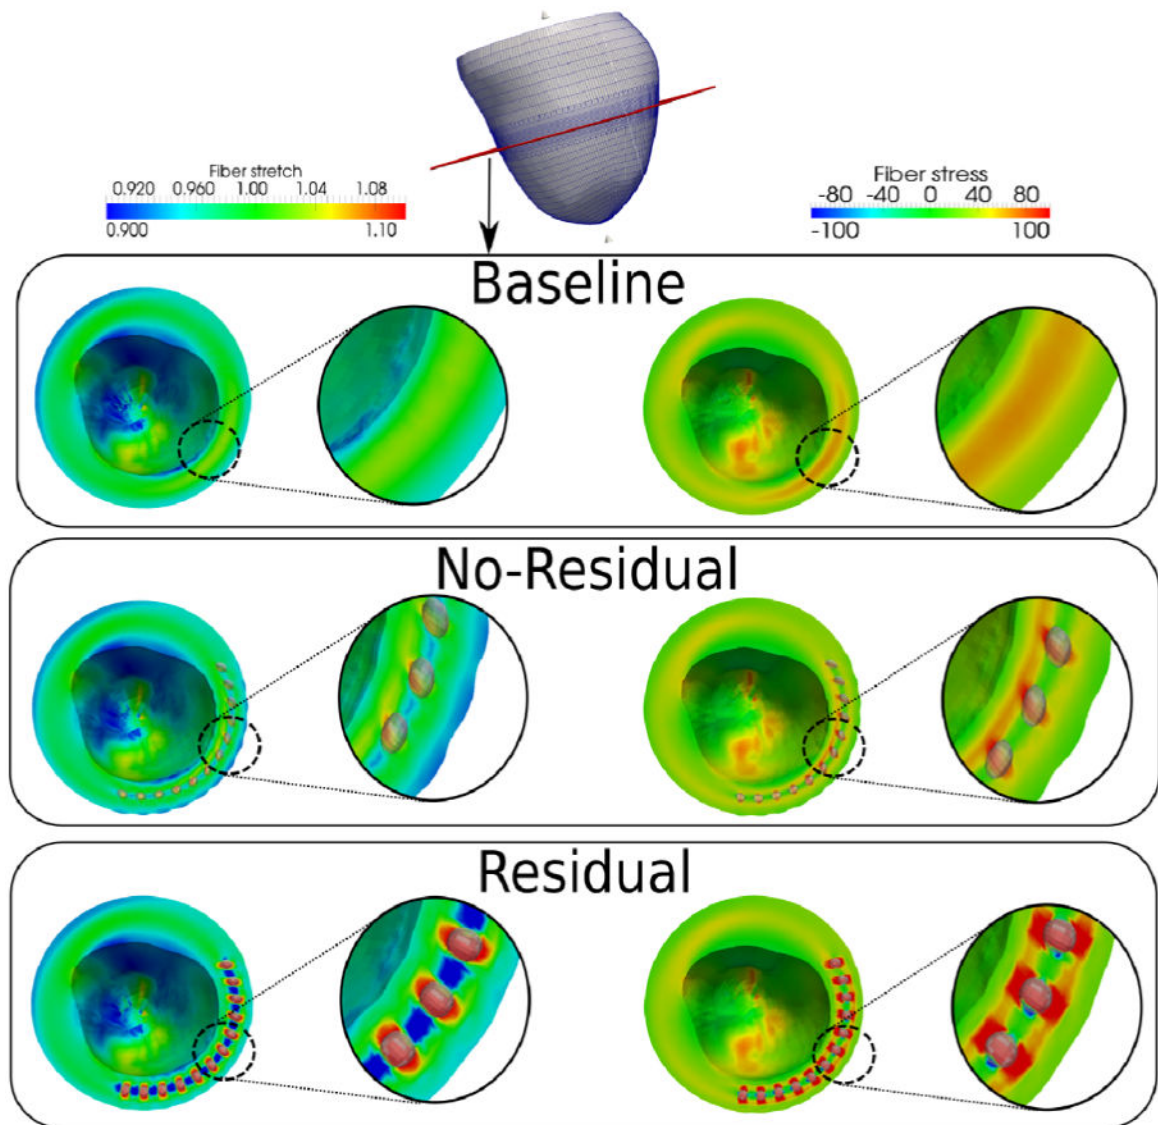 Fiber stretch
0.920 0.960 1.00 1.04 1.08
0.900 1.10
Fiber stress
-80 -40 0 40 80
-100 100
Baseline
No-Residual
Residual